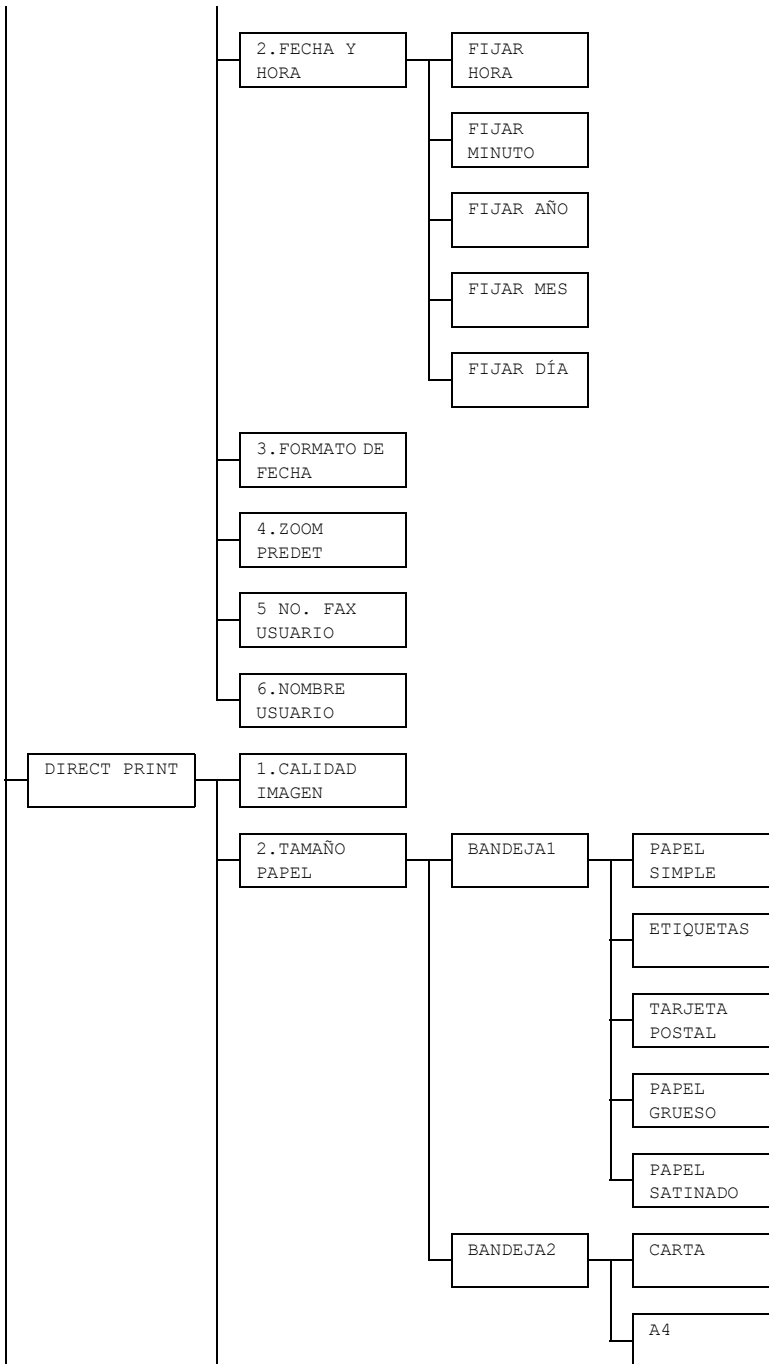 2.FECHA Y
HORA
FIJAR
HORA
FIJAR
MINUTO
FIJAR AÑO
FIJAR MES
FIJAR DÍA
3.FORMATO DE
FECHA
4.ZOOM
PREDET
5 NO. FAX
USUARIO
6.NOMBRE
USUARIO
DIRECT PRINT
1.CALIDAD
IMAGEN
2.TAMAÑO
PAPEL
BANDEJA1
PAPEL
SIMPLE
ETIQUETAS
TARJETA
POSTAL
PAPEL
GRUESO
PAPEL
SATINADO
BANDEJA2
CARTA
A4